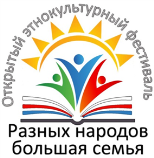 Открытый этнокультурный фестиваль
Разных народов
большая семья